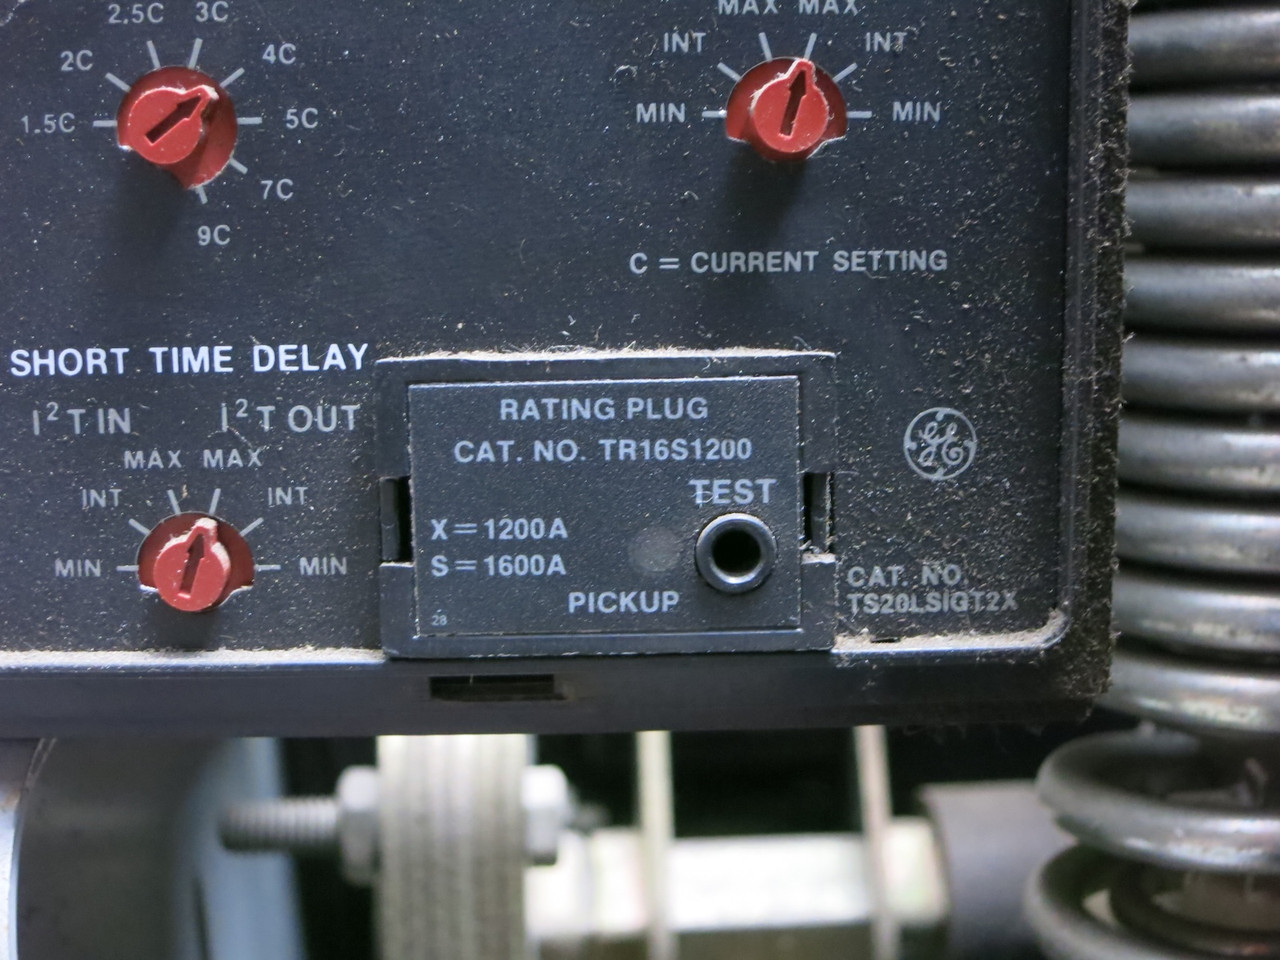 2.5C 3C
2C 4C
1.5C 5C
7C
9C
MAX MAX
INT INT
MIN MIN
C = CURRENT SETTING
SHORT TIME DELAY
I²T IN I²T OUT
MAX MAX
INT INT
MIN MIN
RATING PLUG
CAT. NO. TR16S1200
TEST
X = 1200A
S = 1600A
PICKUP
28
GE
CAT. NO.
TS20LSIGT2X